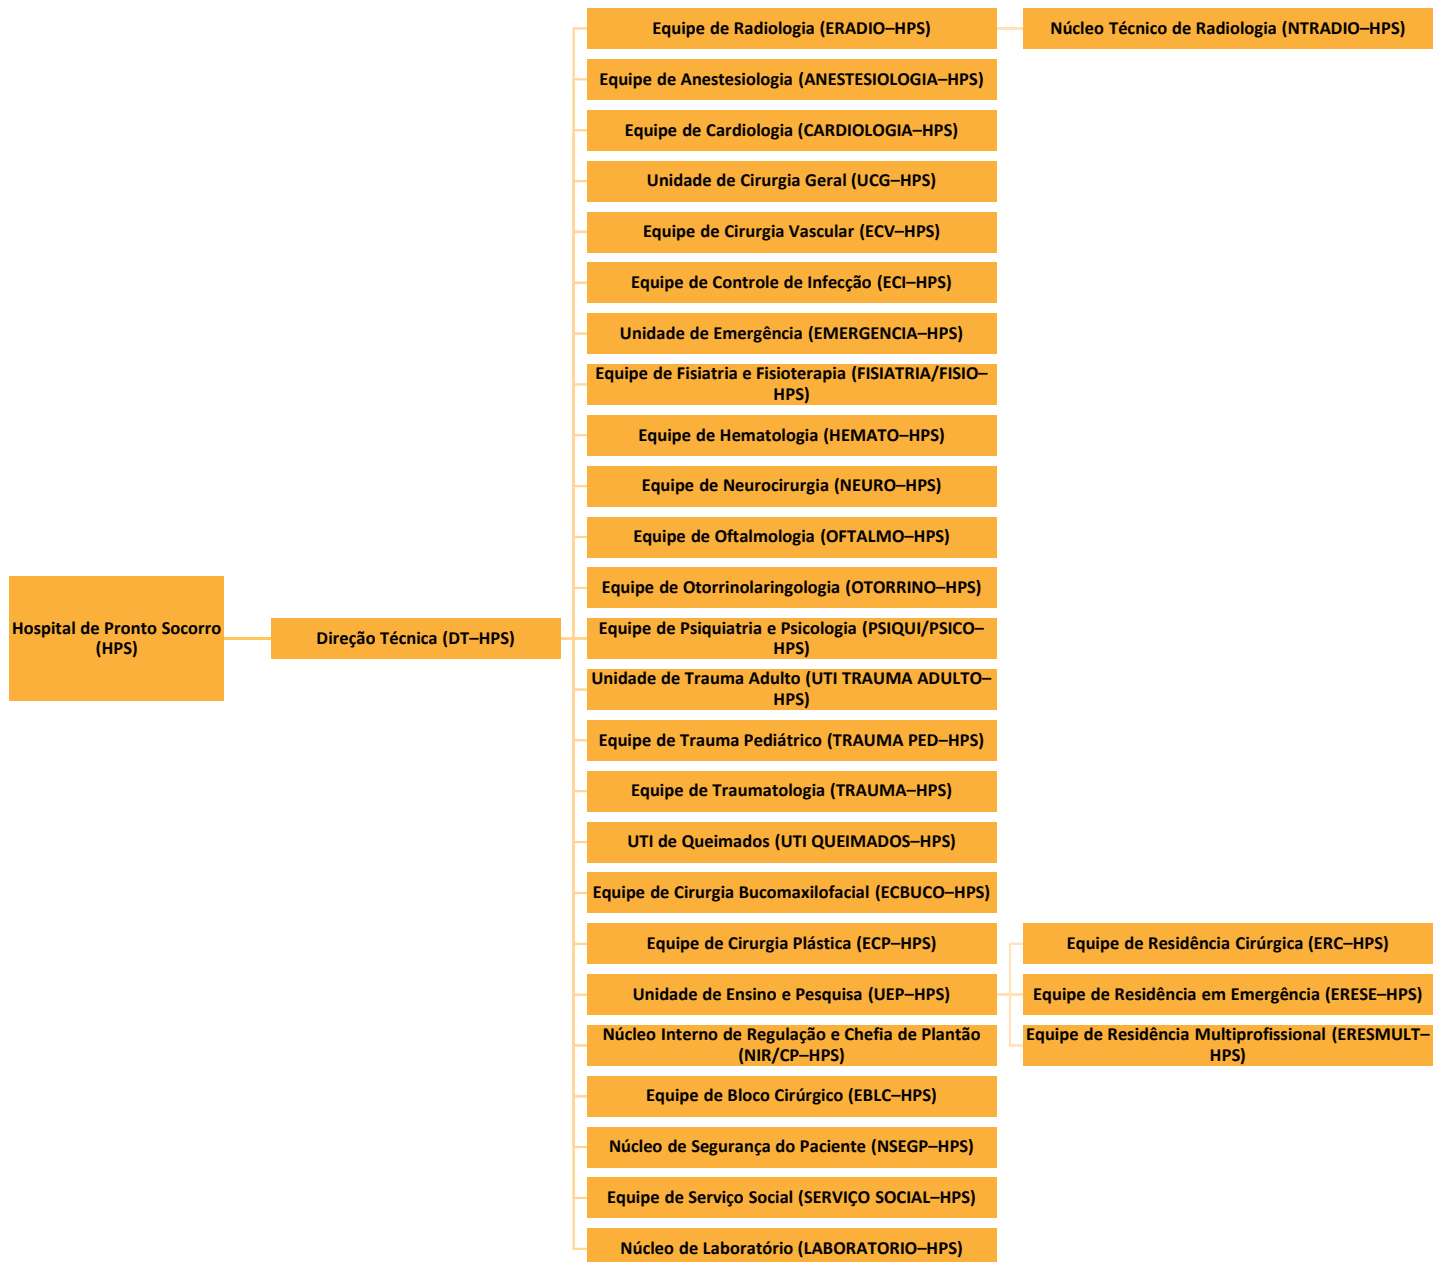 Equipe de Radiologia (ERADIO–HPS)
Núcleo Técnico de Radiologia (NTRADIO–HPS)
Equipe de Anestesiologia (ANESTESIOLOGIA–HPS)
Equipe de Cardiologia (CARDIOLOGIA–HPS)
Unidade de Cirurgia Geral (UCG–HPS)
Equipe de Cirurgia Vascular (ECV–HPS)
Equipe de Controle de Infecção (ECI–HPS)
Unidade de Emergência (EMERGENCIA–HPS)
Equipe de Fisiatria e Fisioterapia (FISIATRIA/FISIO–
HPS)
Equipe de Hematologia (HEMATO–HPS)
Equipe de Neurocirurgia (NEURO–HPS)
Equipe de Oftalmologia (OFTALMO–HPS)
Equipe de Otorrinolaringologia (OTORRINO–HPS)
Hospital de Pronto Socorro
(HPS)
Direção Técnica (DT–HPS)
Equipe de Psiquiatria e Psicologia (PSIQUI/PSICO–
HPS)
Unidade de Trauma Adulto (UTI TRAUMA ADULTO–
HPS)
Equipe de Trauma Pediátrico (TRAUMA PED–HPS)
Equipe de Traumatologia (TRAUMA–HPS)
UTI de Queimados (UTI QUEIMADOS–HPS)
Equipe de Cirurgia Bucomaxilofacial (ECBUCO–HPS)
Equipe de Cirurgia Plástica (ECP–HPS)
Equipe de Residência Cirúrgica (ERC–HPS)
Unidade de Ensino e Pesquisa (UEP–HPS)
Equipe de Residência em Emergência (ERESE–HPS)
Núcleo Interno de Regulação e Chefia de Plantão
(NIR/CP–HPS)
Equipe de Residência Multiprofissional (ERESMULT–
HPS)
Equipe de Bloco Cirúrgico (EBLC–HPS)
Núcleo de Segurança do Paciente (NSEGP–HPS)
Equipe de Serviço Social (SERVIÇO SOCIAL–HPS)
Núcleo de Laboratório (LABORATORIO–HPS)